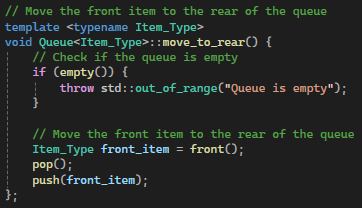 // Move the front item to the rear of the queue
template <typename Item_Type>
void Queue<Item_Type>::move_to_rear() {
    // Check if the queue is empty
    if (empty()) {
        throw std::out_of_range("Queue is empty");
    }

    // Move the front item to the rear of the queue
    Item_Type front_item = front();
    pop();
    push(front_item);
};